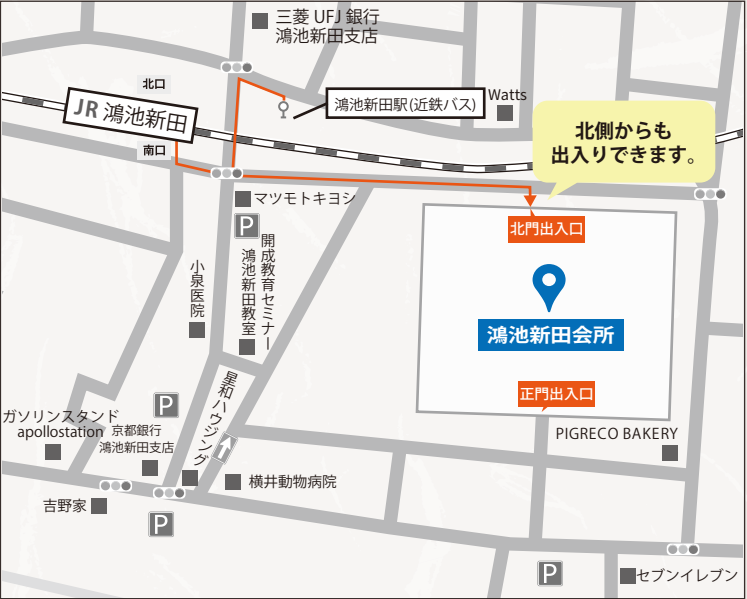 三菱 UFJ 銀行
鴻池新田支店
北口
JR 鴻池新田
鴻池新田駅(近鉄バス)
Watts
北側からも
出入りできます。
南口
マツモトキヨシ
P
北門出入口
開成教育セミナー
鴻池新田教室
小泉医院
鴻池新田会所
星和ハウジング
正門出入口
P
ガソリンスタンド
apollostation
京都銀行
鴻池新田支店
PIGRECO BAKERY
横井動物病院
吉野家
P
P
セブンイレブン